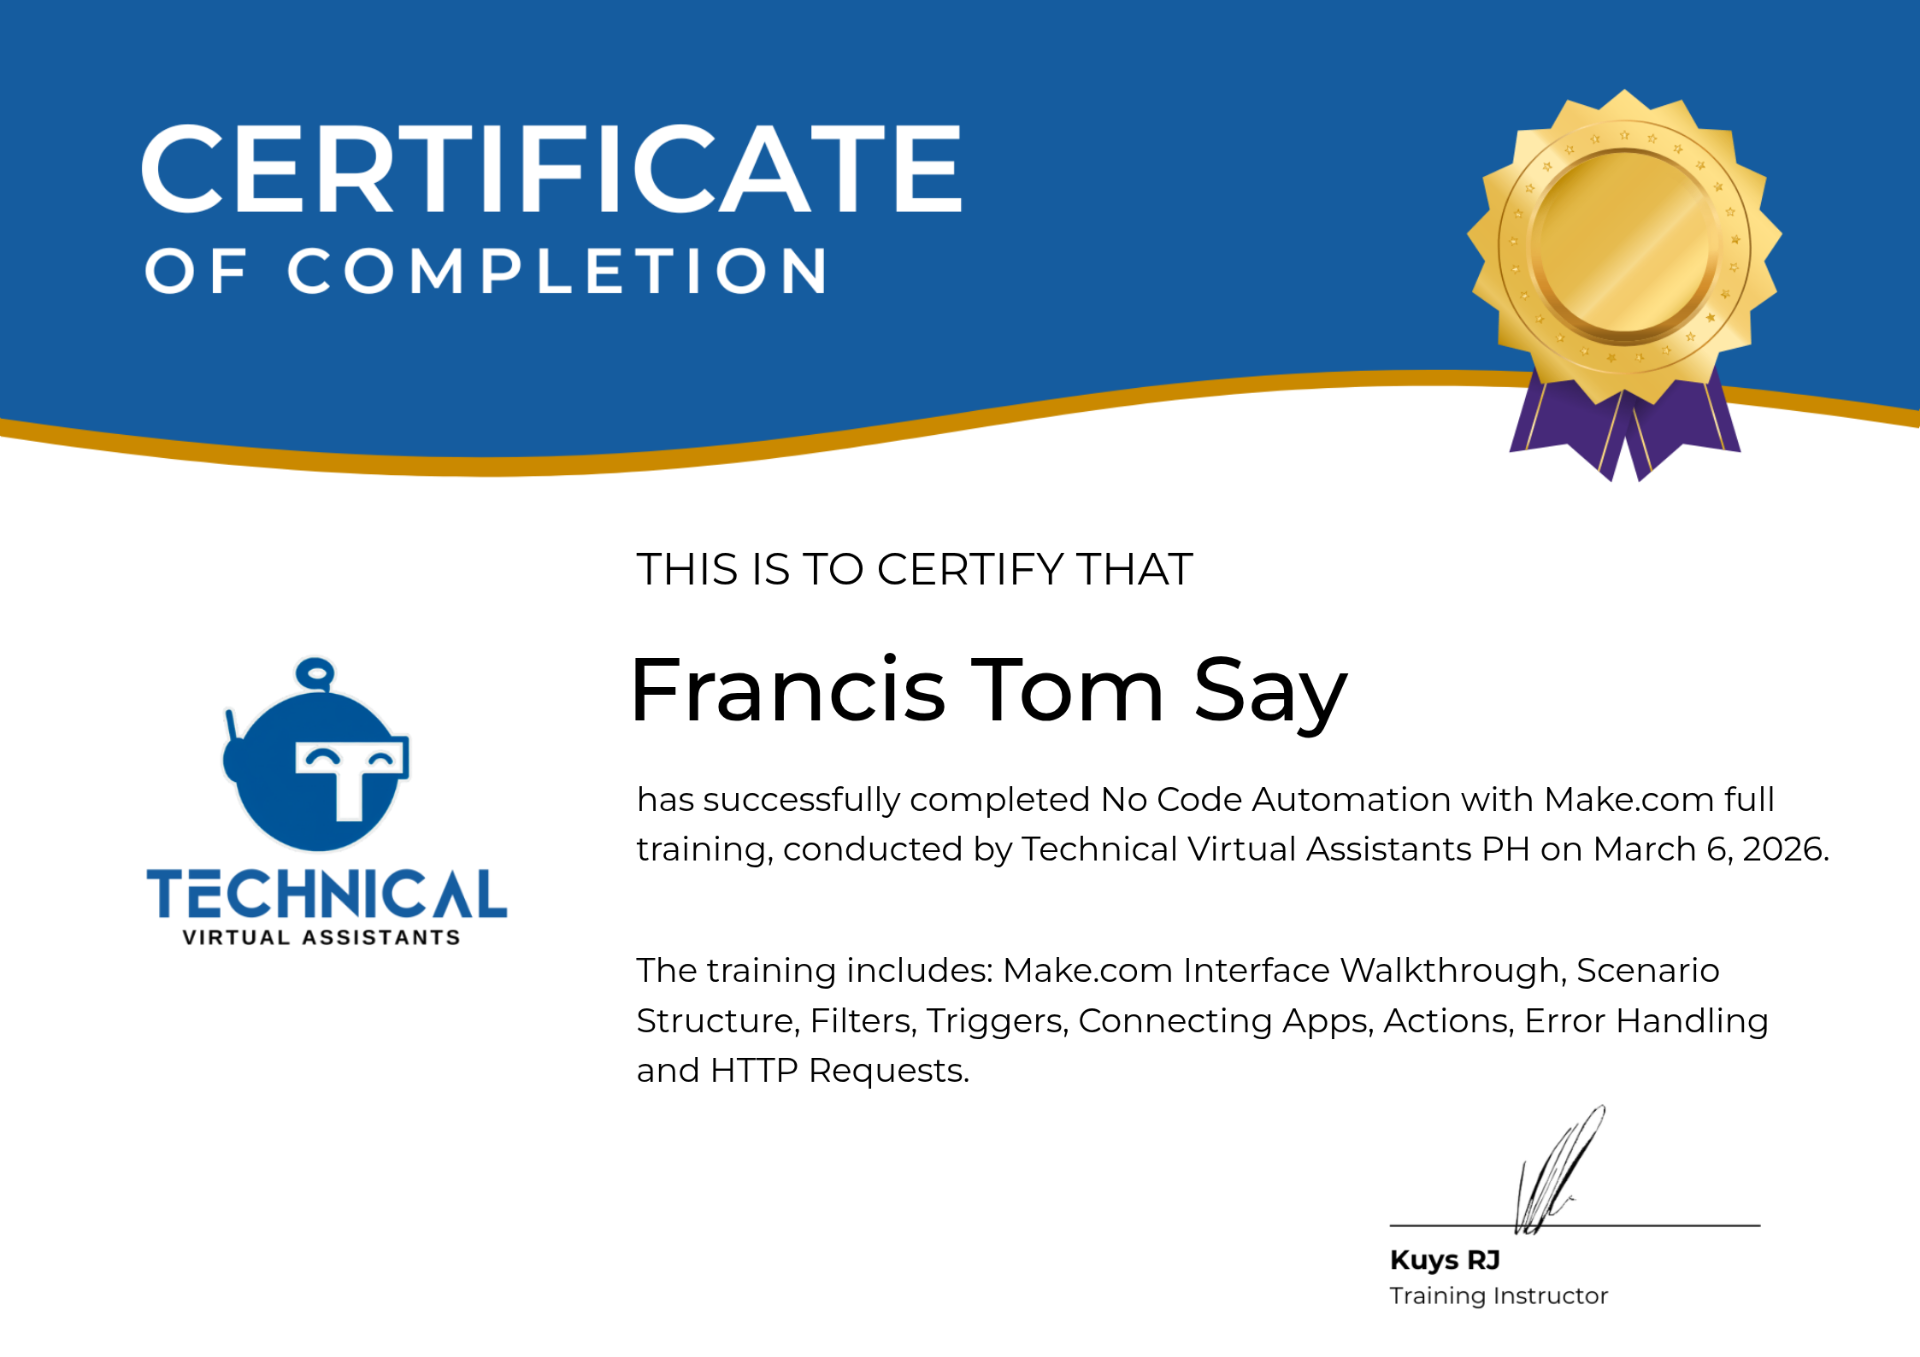 CERTIFICATE
OF COMPLETION
THIS IS TO CERTIFY THAT
Francis Tom Say
has successfully completed No Code Automation with Make.com full
training, conducted by Technical Virtual Assistants PH on March 6, 2026.
TECHNICAL
VIRTUAL ASSISTANTS
The training includes: Make.com Interface Walkthrough, Scenario
Structure, Filters, Triggers, Connecting Apps, Actions, Error Handling
and HTTP Requests.
Kuys RJ
Training Instructor